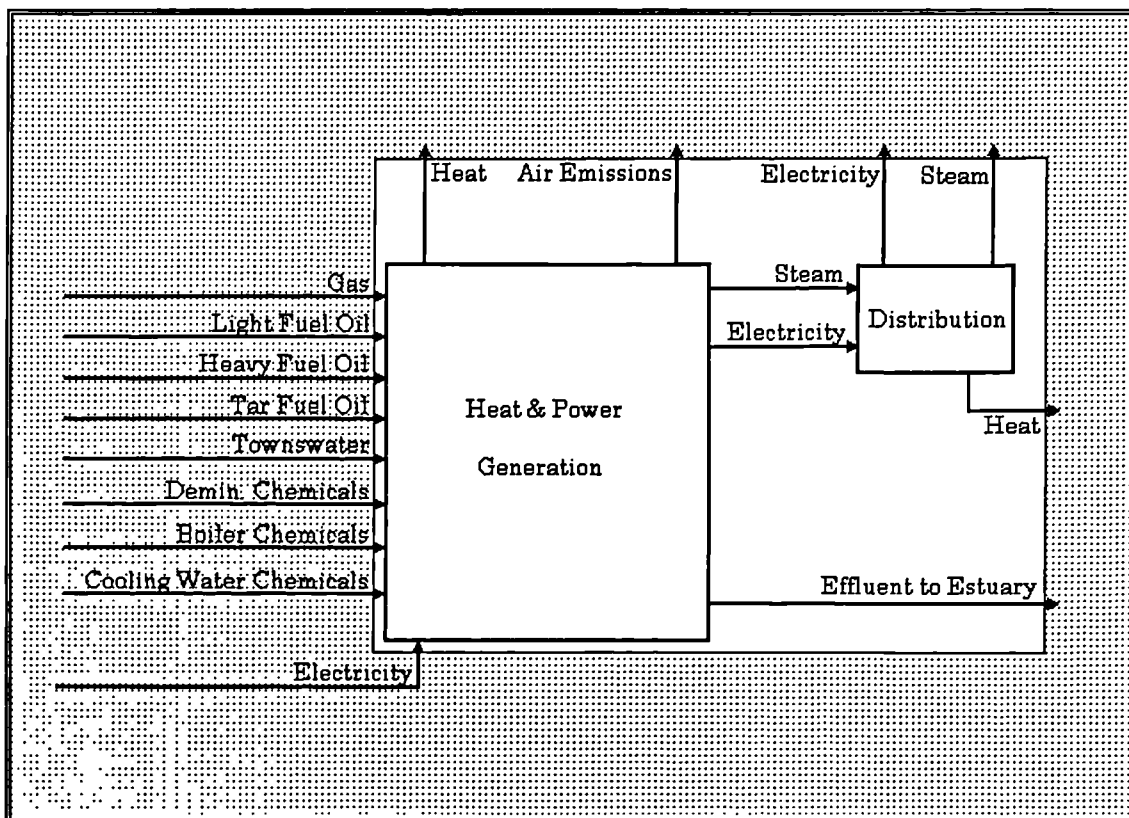 Heat
Air Emissions
Electricity
Steam
Gas
Light Fuel Oil
Heavy Fuel Oil
Tar Fuel Oil
Townswater
Demin. Chemicals
Boiler Chemicals
Cooling Water Chemicals
Electricity
Heat & Power
Generation
Steam
Electricity
Distribution
Heat
Effluent to Estuary